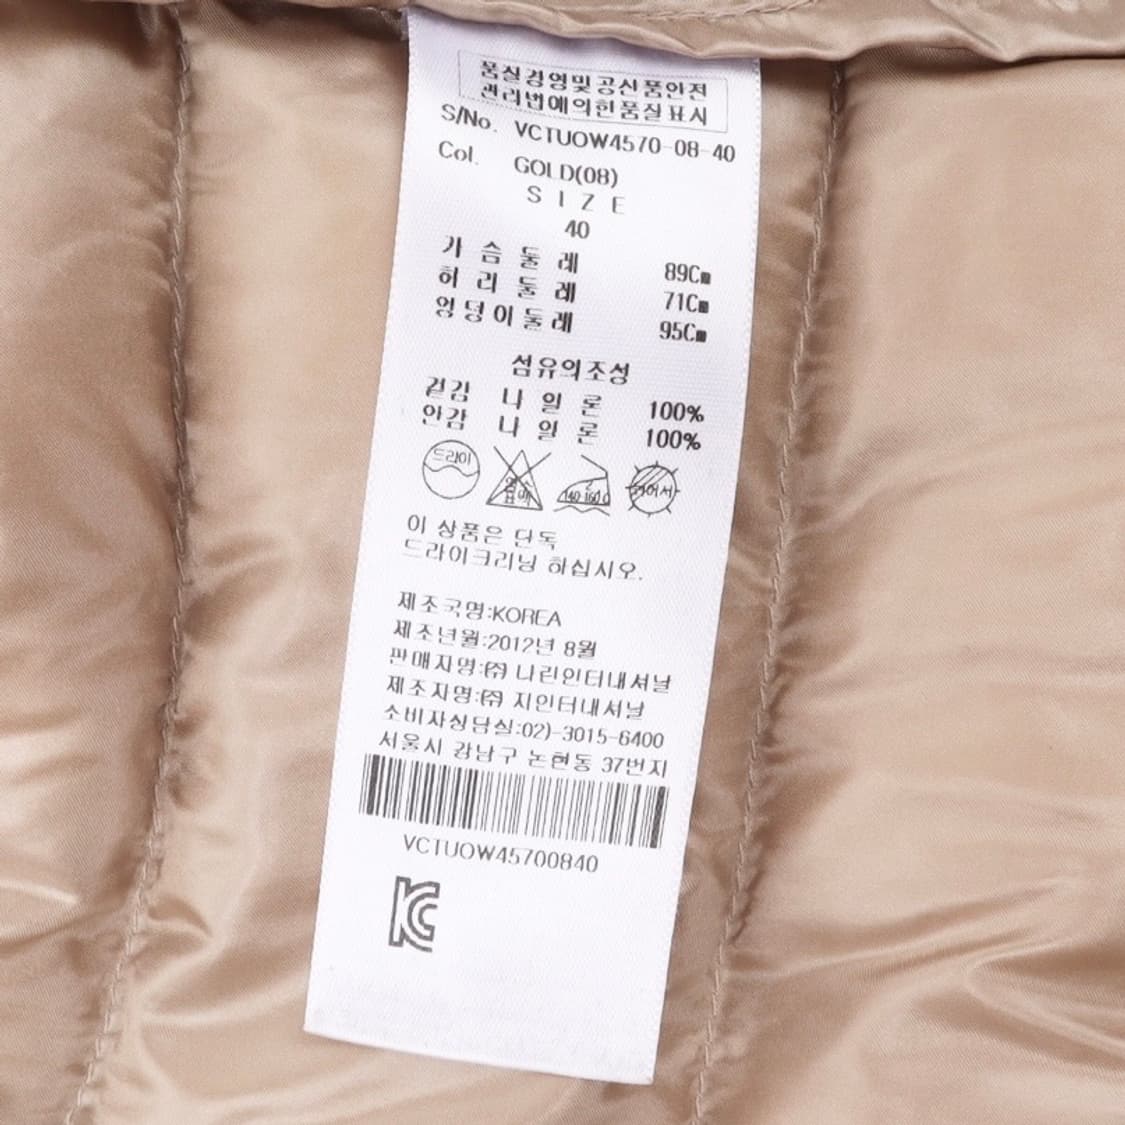 품질경영및공산품안전
관리법에의한품질표시
S/No. VCTUOW4570-08-40
Col. GOLD(08)
SIZE
40
가슴둘레 89Cm
허리둘레 71Cm
엉덩이둘레 95Cm
섬유의조성
겉감 나일론 100%
안감 나일론 100%
드라이
염소표백
140~160℃
이 상품은 단독
드라이크리닝 하십시오.
제조국명:KOREA
제조년월:2012년 8월
판매자명:㈜ 나린인터내셔날
제조자명:㈜ 지인터내셔날
소비자상담실:02)-3015-6400
서울시 강남구 논현동 37번지
VCTUOW45700840
KC